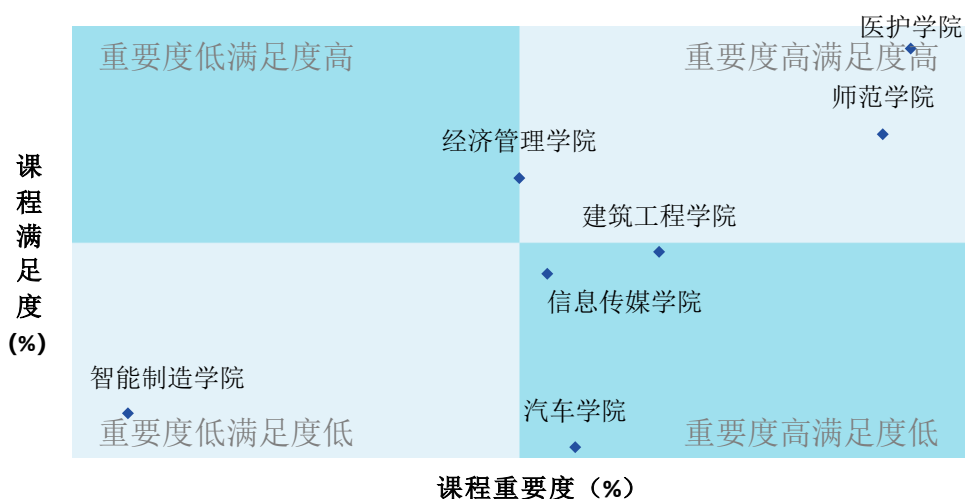 医护学院
重要度低满足度高
重要度高满足度高
师范学院
经济管理学院
课程满足度(%)
建筑工程学院
信息传媒学院
智能制造学院
汽车学院
重要度低满足度低
重要度高满足度低
课程重要度（%）